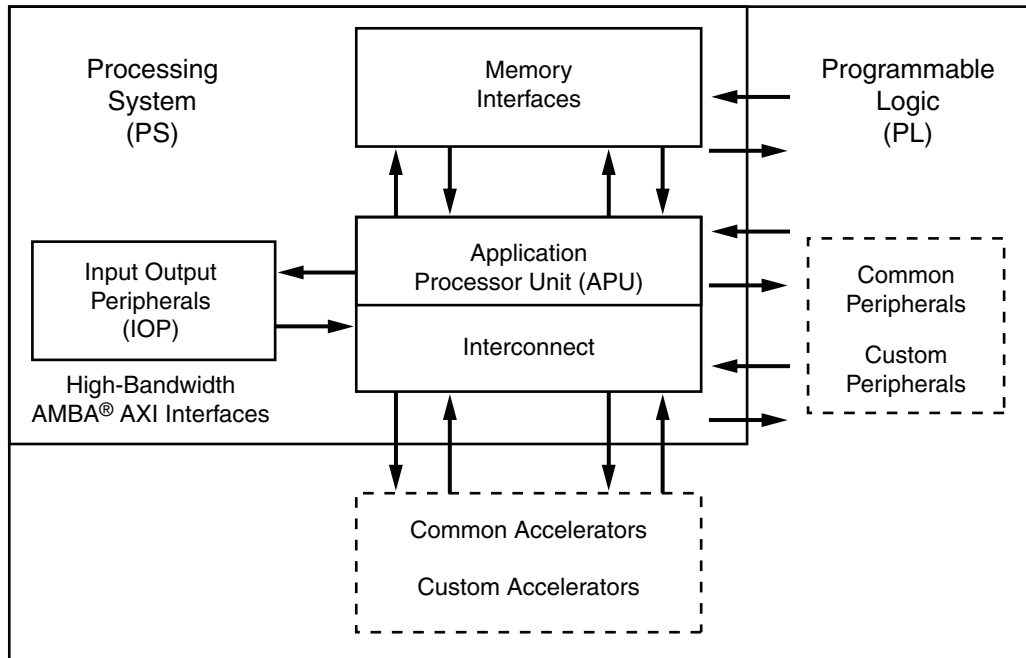 Processing
System
(PS)
Memory
Interfaces
Programmable
Logic
(PL)
Application
Processor Unit (APU)
Input Output
Peripherals
(IOP)
Interconnect
Common
Peripherals
Custom
Peripherals
High-Bandwidth
AMBA® AXI Interfaces
Common Accelerators
Custom Accelerators